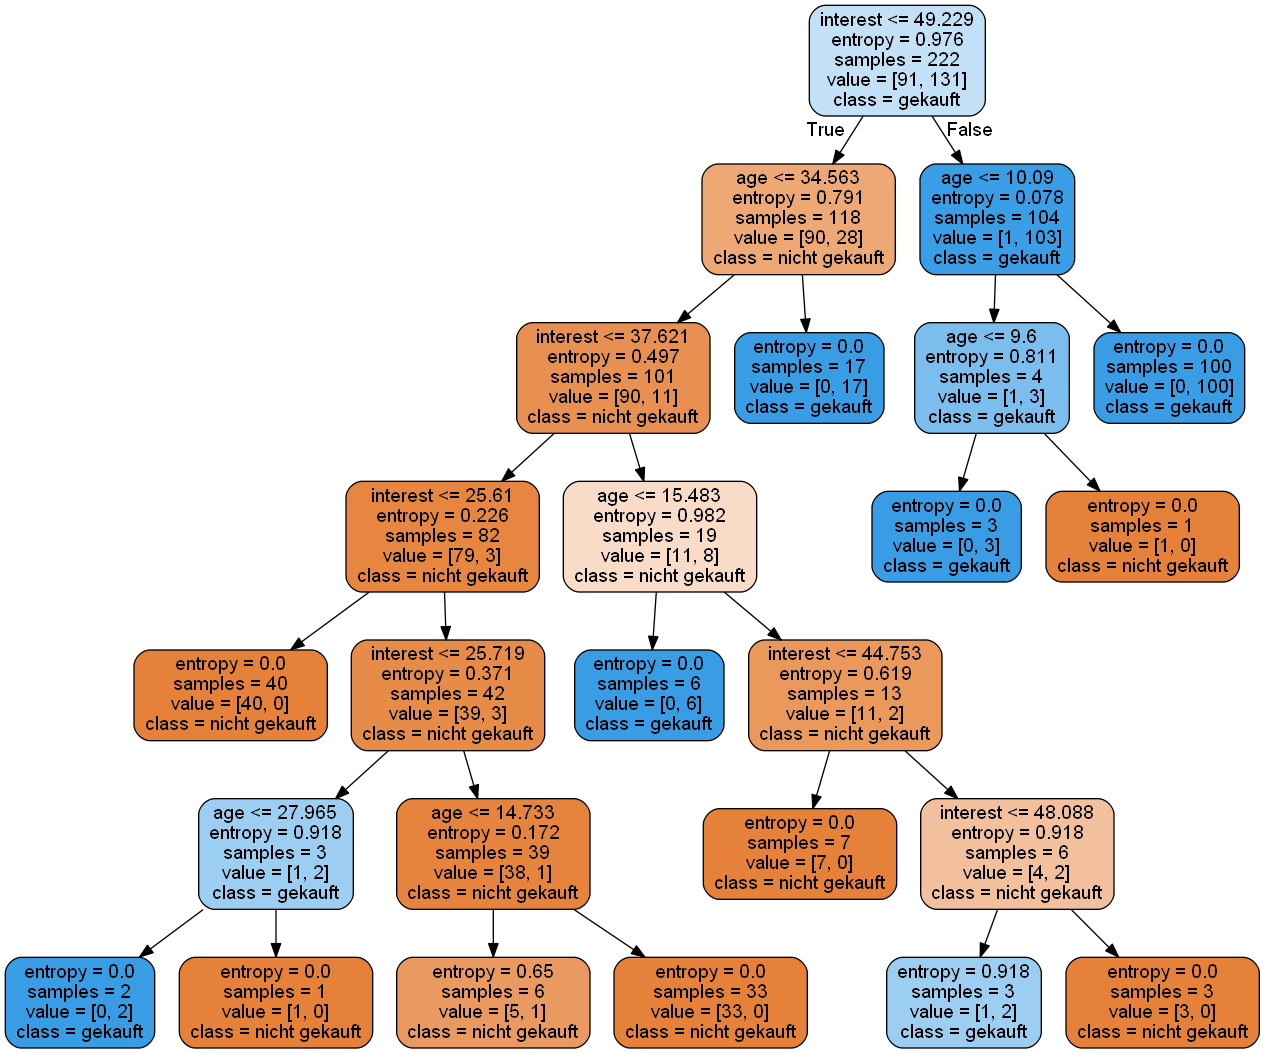 interest <= 49.229
entropy = 0.976
samples = 222
value = [91, 131]
class = gekauft
True
False
age <= 34.563
entropy = 0.791
samples = 118
value = [90, 28]
class = nicht gekauft
age <= 10.09
entropy = 0.078
samples = 104
value = [1, 103]
class = gekauft
interest <= 37.621
entropy = 0.497
samples = 101
value = [90, 11]
class = nicht gekauft
entropy = 0.0
samples = 17
value = [0, 17]
class = gekauft
age <= 9.6
entropy = 0.811
samples = 4
value = [1, 3]
class = gekauft
entropy = 0.0
samples = 100
value = [0, 100]
class = gekauft
interest <= 25.61
entropy = 0.226
samples = 82
value = [79, 3]
class = nicht gekauft
age <= 15.483
entropy = 0.982
samples = 19
value = [11, 8]
class = nicht gekauft
entropy = 0.0
samples = 3
value = [0, 3]
class = gekauft
entropy = 0.0
samples = 1
value = [1, 0]
class = nicht gekauft
entropy = 0.0
samples = 40
value = [40, 0]
class = nicht gekauft
interest <= 25.719
entropy = 0.371
samples = 42
value = [39, 3]
class = nicht gekauft
entropy = 0.0
samples = 6
value = [0, 6]
class = gekauft
interest <= 44.753
entropy = 0.619
samples = 13
value = [11, 2]
class = nicht gekauft
age <= 27.965
entropy = 0.918
samples = 3
value = [1, 2]
class = gekauft
age <= 14.733
entropy = 0.172
samples = 39
value = [38, 1]
class = nicht gekauft
entropy = 0.0
samples = 7
value = [7, 0]
class = nicht gekauft
interest <= 48.088
entropy = 0.918
samples = 6
value = [4, 2]
class = nicht gekauft
entropy = 0.0
samples = 2
value = [0, 2]
class = gekauft
entropy = 0.0
samples = 1
value = [1, 0]
class = nicht gekauft
entropy = 0.65
samples = 6
value = [5, 1]
class = nicht gekauft
entropy = 0.0
samples = 33
value = [33, 0]
class = nicht gekauft
entropy = 0.918
samples = 3
value = [1, 2]
class = gekauft
entropy = 0.0
samples = 3
value = [3, 0]
class = nicht gekauft